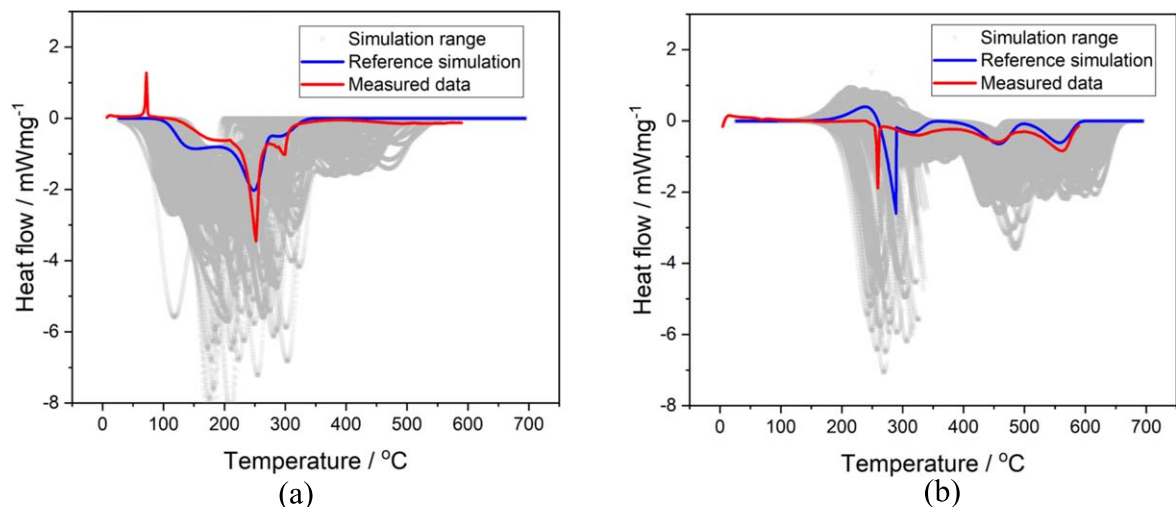 Simulation range
Reference simulation
Measured data
Heat flow / mWmg-1
2
0
-2
-4
-6
-8
0 100 200 300 400 500 600 700
Temperature / oC
(a)
Simulation range
Reference simulation
Measured data
Heat flow / mWmg-1
2
0
-2
-4
-6
-8
0 100 200 300 400 500 600 700
Temperature / oC
(b)